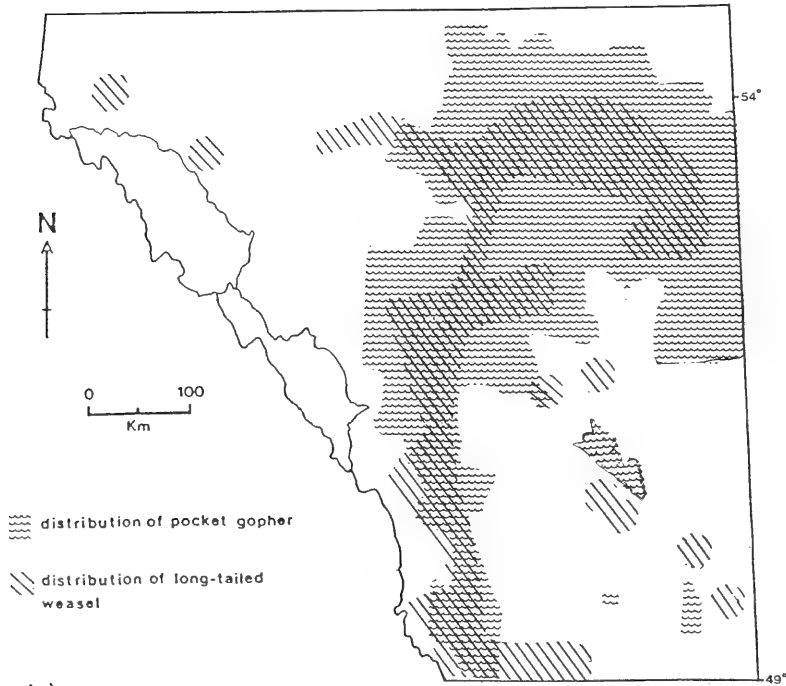 54°
N
0 100
Km
distribution of pocket gopher
distribution of long-tailed
weasel
49°